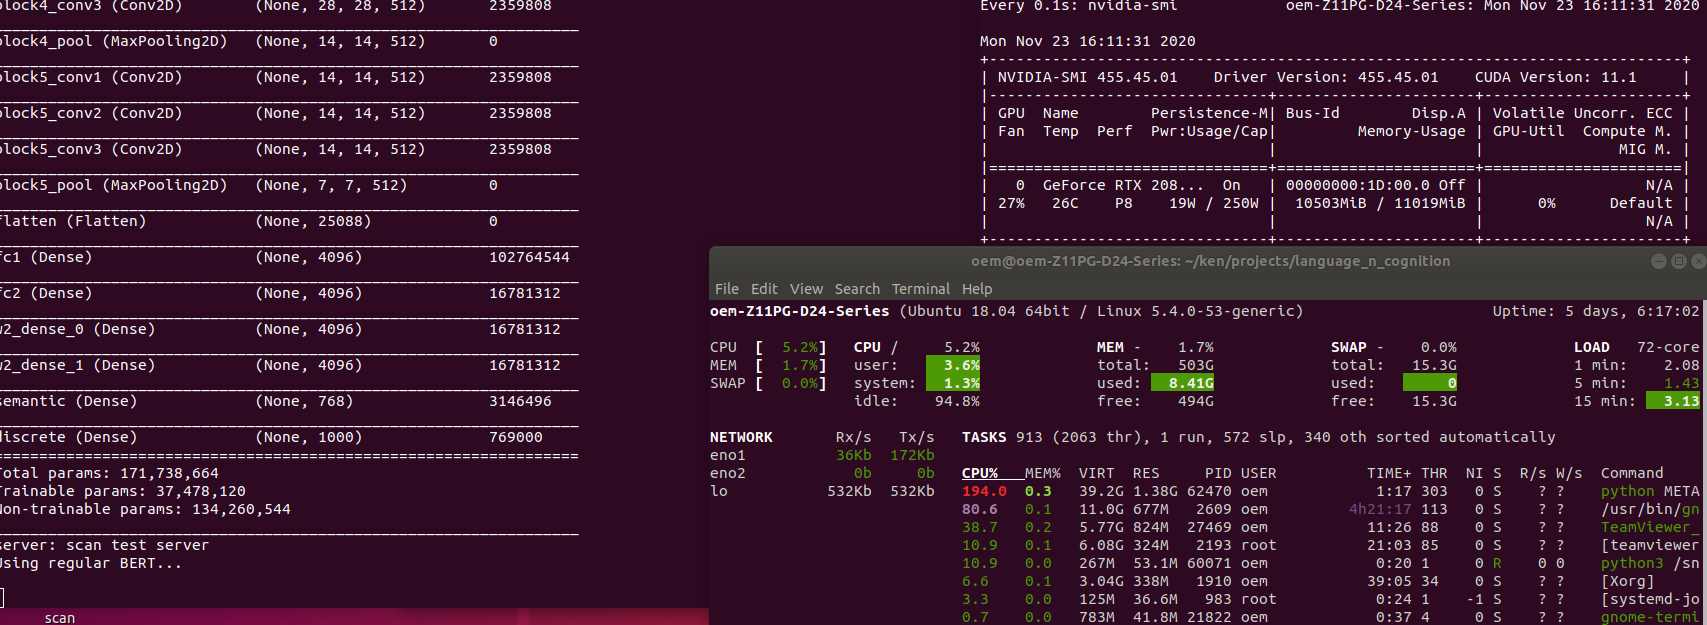 block4_conv3 (Conv2D) (None, 28, 28, 512) 2359808
block4_pool (MaxPooling2D) (None, 14, 14, 512) 0
block5_conv1 (Conv2D) (None, 14, 14, 512) 2359808
block5_conv2 (Conv2D) (None, 14, 14, 512) 2359808
block5_conv3 (Conv2D) (None, 14, 14, 512) 2359808
block5_pool (MaxPooling2D) (None, 7, 7, 512) 0
flatten (Flatten) (None, 25088) 0
fc1 (Dense) (None, 4096) 102764544
fc2 (Dense) (None, 4096) 16781312
w2_dense_0 (Dense) (None, 4096) 16781312
w2_dense_1 (Dense) (None, 4096) 16781312
semantic (Dense) (None, 768) 3146496
discrete (Dense) (None, 1000) 769000
Total params: 171,738,664
Trainable params: 37,478,120
Non-trainable params: 134,260,544
server: scan test server
Using regular BERT...
scan
Every 0.1s: nvidia-smi oem-Z11PG-D24-Series: Mon Nov 23 16:11:31 2020
Mon Nov 23 16:11:31 2020
| NVIDIA-SMI 455.45.01 Driver Version: 455.45.01 CUDA Version: 11.1 |
| GPU Name Persistence-M| Bus-Id Disp.A | Volatile Uncorr. ECC |
| Fan Temp Perf Pwr:Usage/Cap| Memory-Usage | GPU-Util Compute M. |
| | | MIG M. |
| 0 GeForce RTX 208... On | 00000000:1D:00.0 Off | N/A |
| 27% 26C P8 19W / 250W | 10503MiB / 11019MiB | 0% Default |
| | | N/A |
oem@oem-Z11PG-D24-Series: ~/ken/projects/language_n_cognition
File Edit View Search Terminal Help
oem-Z11PG-D24-Series (Ubuntu 18.04 64bit / Linux 5.4.0-53-generic) Uptime: 5 days, 6:17:02
CPU [ 5.2%] CPU / 5.2% MEM - 1.7% SWAP - 0.0% LOAD 72-core
MEM [ 1.7%] user: 3.6% total: 503G total: 15.3G 1 min: 2.08
SWAP [ 0.0%] system: 1.3% used: 8.41G used: 0 5 min: 1.43
idle: 94.8% free: 494G free: 15.3G 15 min: 3.13
NETWORK Rx/s Tx/s TASKS 913 (2063 thr), 1 run, 572 slp, 340 oth sorted automatically
eno1 36Kb 172Kb
eno2 0b 0b CPU% MEM% VIRT RES PID USER TIME+ THR NI S R/s W/s Command
lo 532Kb 532Kb 194.0 0.3 39.2G 1.38G 62470 oem 1:17 303 0 S ? ? python META
80.6 0.1 11.0G 677M 2609 oem 4h21:17 113 0 S ? ? /usr/bin/gn
38.7 0.2 5.77G 824M 27469 oem 11:26 88 0 S ? ? TeamViewer_
10.9 0.1 6.08G 324M 2193 root 21:03 85 0 S ? ? [teamviewer
10.9 0.0 267M 53.1M 60071 oem 0:20 1 0 R 0 0 python3 /sn
6.6 0.1 3.04G 338M 1910 oem 39:05 34 0 S ? ? [Xorg]
3.3 0.0 125M 36.6M 983 root 0:24 1 -1 S ? ? [systemd-jo
0.7 0.0 783M 41.8M 21822 oem 0:37 4 0 S ? ? gnome-termi